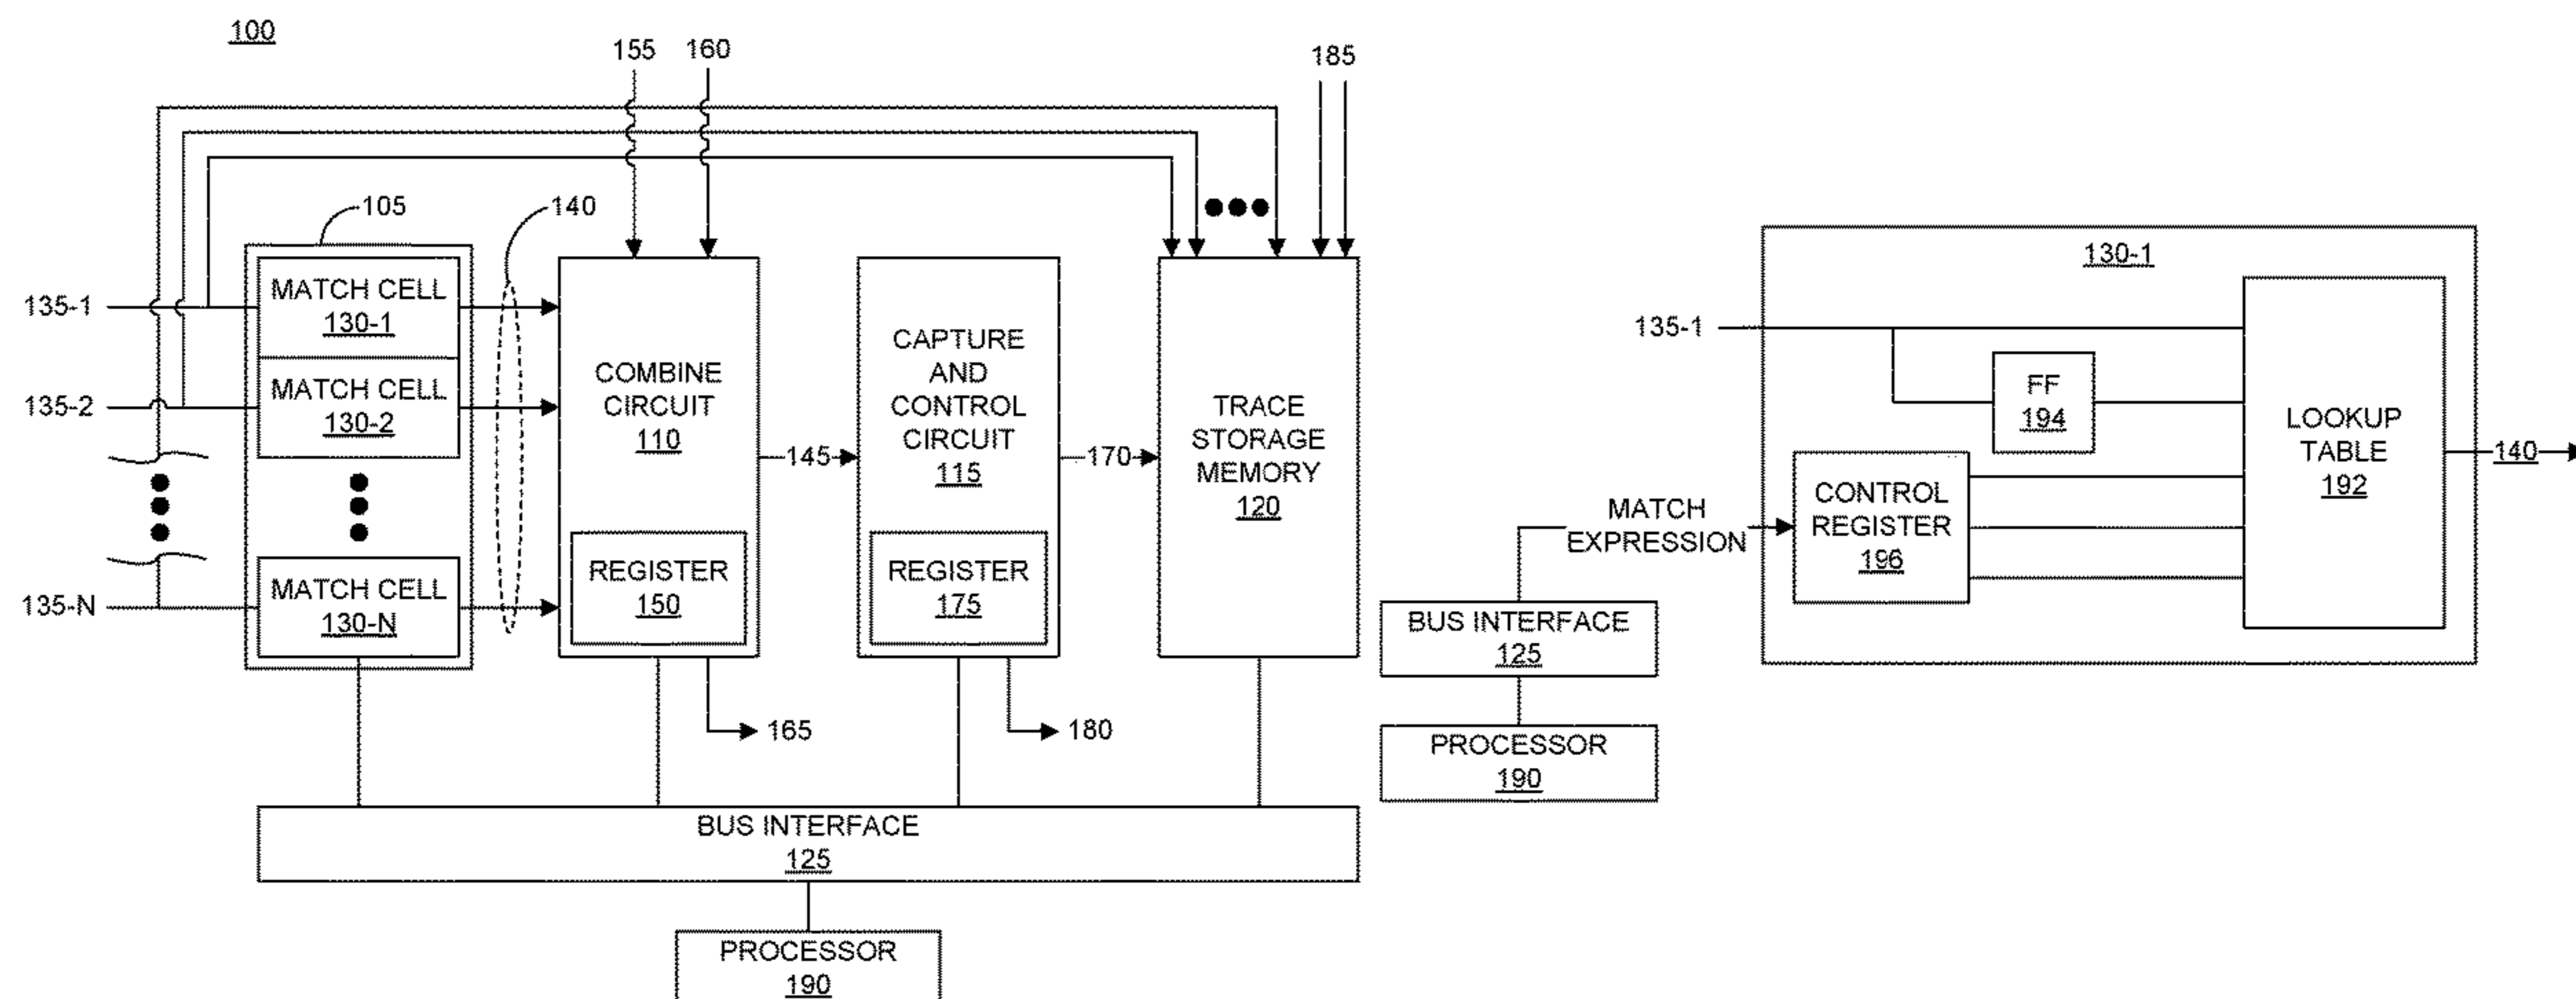 100
155
160
185
105
140
135-1
MATCH CELL
130-1
135-2
MATCH CELL
130-2
135-N
MATCH CELL
130-N
COMBINE
CIRCUIT
110
REGISTER
150
145
CAPTURE
AND
CONTROL
CIRCUIT
115
REGISTER
175
170
TRACE
STORAGE
MEMORY
120
165
180
BUS INTERFACE
125
PROCESSOR
190
130-1
135-1
FF
194
LOOKUP
TABLE
192
140
CONTROL
REGISTER
196
MATCH
EXPRESSION
BUS INTERFACE
125
PROCESSOR
190